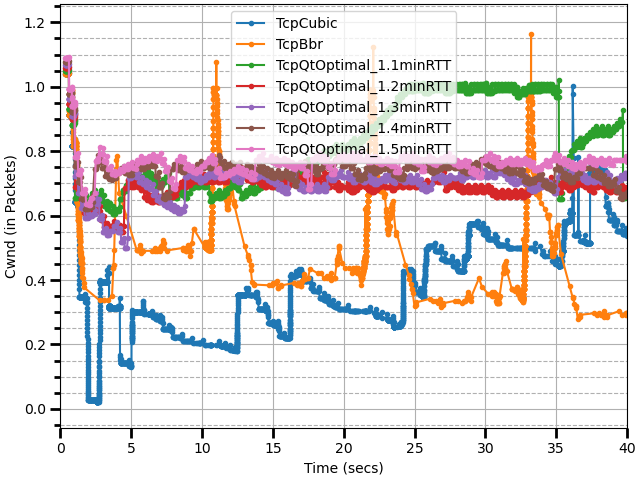 TcpCubic
TcpBbr
TcpQtOptimal_1.1minRTT
TcpQtOptimal_1.2minRTT
TcpQtOptimal_1.3minRTT
TcpQtOptimal_1.4minRTT
TcpQtOptimal_1.5minRTT
Cwnd (in Packets)
1.2
1.0
0.8
0.6
0.4
0.2
0.0
0 5 10 15 20 25 30 35 40
Time (secs)